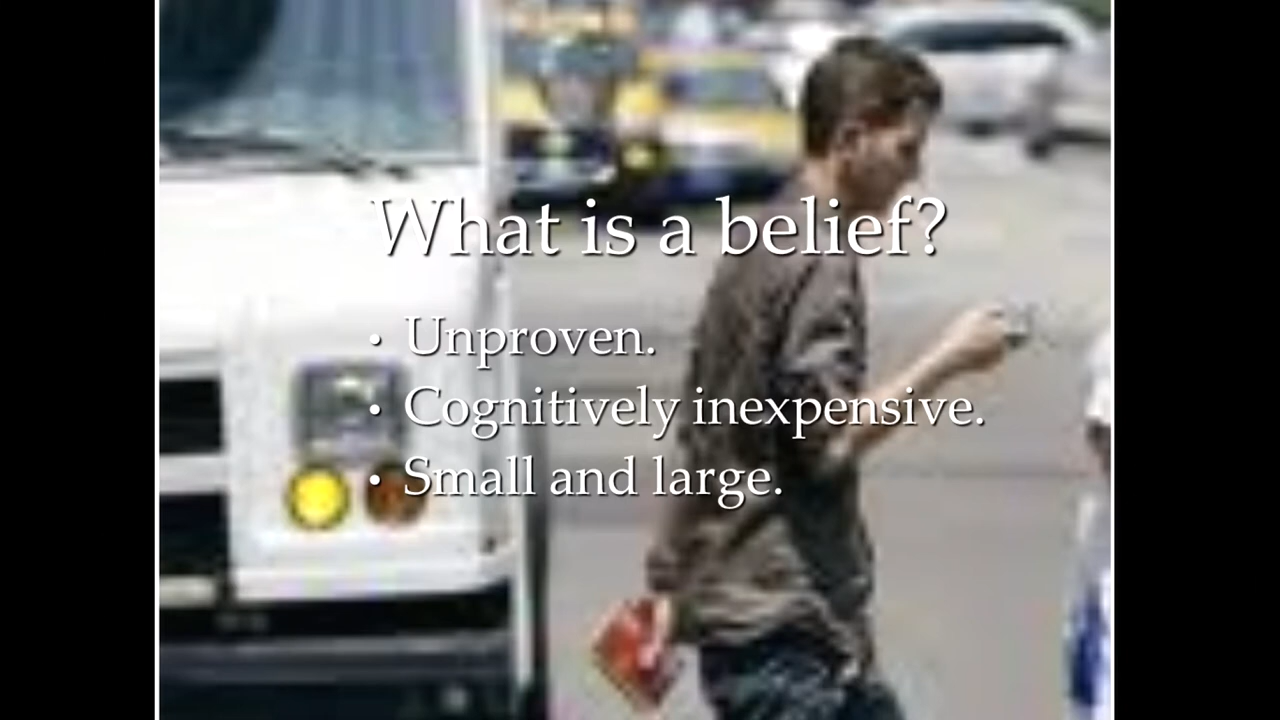 What is a belief?
• Unproven.
• Cognitively inexpensive.
• Small and large.